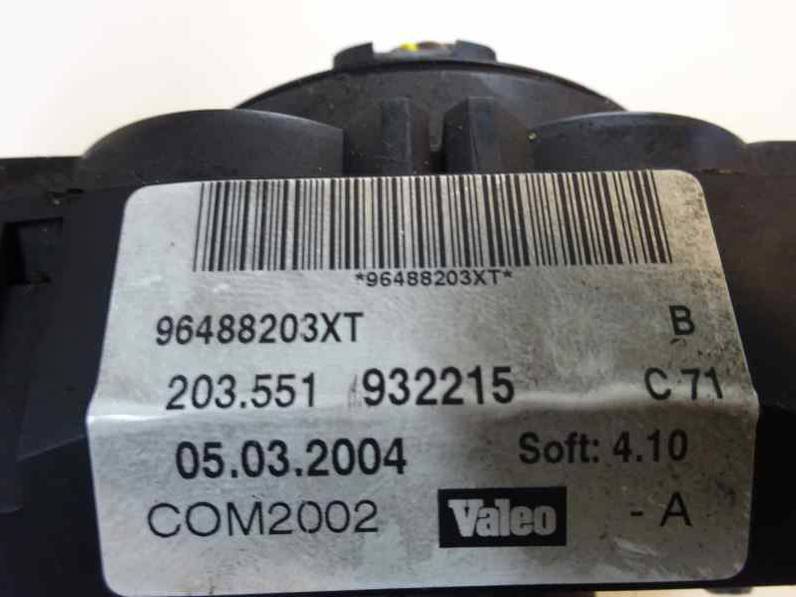 *96488203XT*
96488203XT B
203.551 932215 C 71
05.03.2004 Soft: 4.10
COM2002 Valeo - A